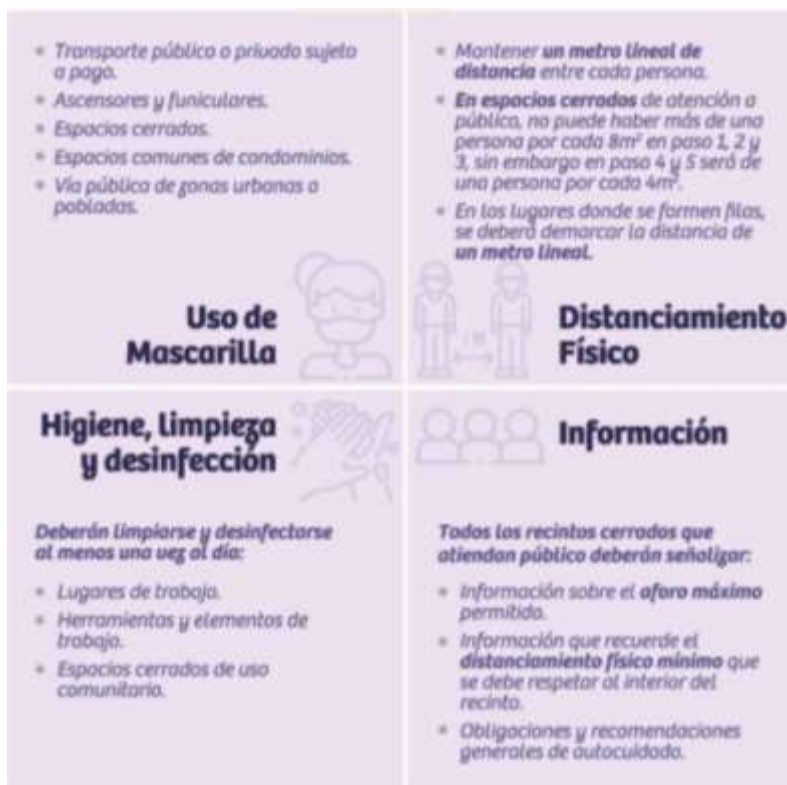 • Transporte público o privado sujeto
a pago.
• Ascensores y funiculares.
• Espacios cerrados.
• Espacios comunes de condominios.
• Vía pública de zonas urbanas o
pobladas.
Uso de
Mascarilla
• Mantener un metro lineal de
distancia entre cada persona.
• En espacios cerrados de atención a
público, no puede haber más de una
persona por cada 8m² en paso 1, 2 y
3, sin embargo en paso 4 y 5 será de
una persona por cada 4m².
• En los lugares donde se formen filas,
se deberá demarcar la distancia de
un metro lineal.
Distanciamiento
Físico
Higiene, limpieza
y desinfección
Deberán limpiarse y desinfectarse
al menos una vez al día:
• Lugares de trabajo.
• Herramientas y elementos de
trabajo.
• Espacios cerrados de uso
comunitario.
Información
Todos los recintos cerrados que
atiendan público deberán señalizar:
• Información sobre el aforo máximo
permitido.
• Información que recuerde el
distanciamiento físico mínimo que
se debe respetar al interior del
recinto.
• Obligaciones y recomendaciones
generales de autocuidado.